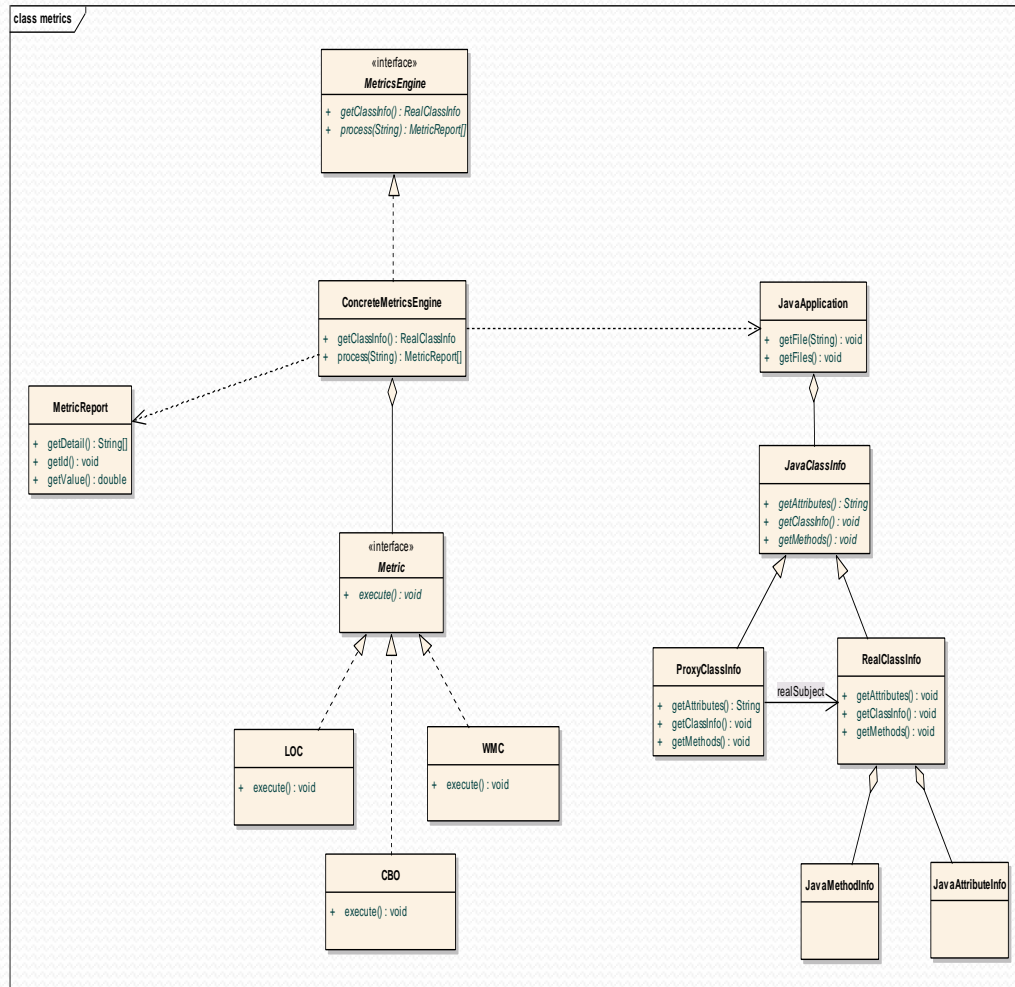 class metrics
«interface»
MetricsEngine
+ getClassInfo() : RealClassInfo
+ process(String) : MetricReport[]
ConcreteMetricsEngine
+ getClassInfo() : RealClassInfo
+ process(String) : MetricReport[]
JavaApplication
+ getFile(String) : void
+ getFiles() : void
MetricReport
+ getDetail() : String[]
+ getId() : void
+ getValue() : double
JavaClassInfo
+ getAttributes() : String
+ getClassInfo() : void
+ getMethods() : void
«interface»
Metric
+ execute() : void
ProxyClassInfo
+ getAttributes() : String
+ getClassInfo() : void
+ getMethods() : void
realSubject
RealClassInfo
+ getAttributes() : void
+ getClassInfo() : void
+ getMethods() : void
LOC
+ execute() : void
WMC
+ execute() : void
CBO
+ execute() : void
JavaMethodInfo
JavaAttributeInfo